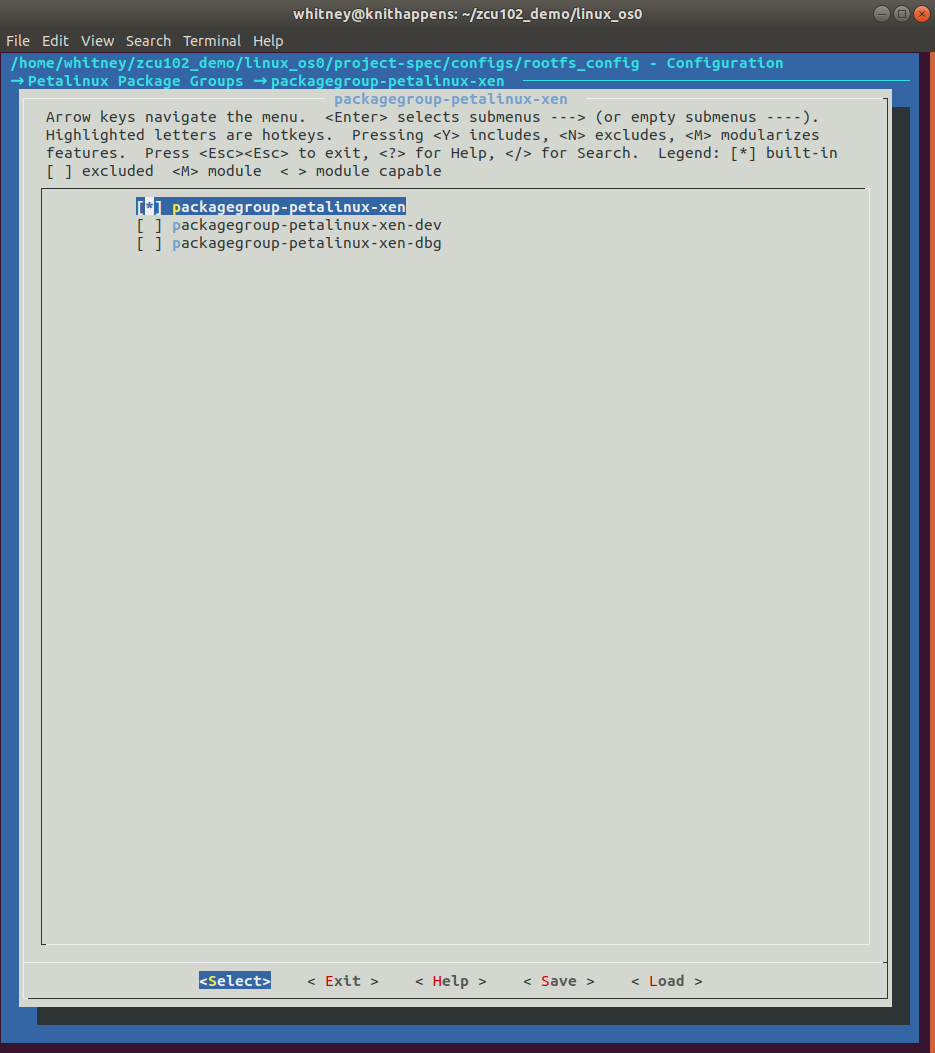 whitney@knithappens: ~/zcu102_demo/linux_os0
File Edit View Search Terminal Help
/home/whitney/zcu102_demo/linux_os0/project-spec/configs/rootfs_config - Configuration
→ Petalinux Package Groups → packagegroup-petalinux-xen
packagegroup-petalinux-xen
Arrow keys navigate the menu.  <Enter> selects submenus ---> (or empty submenus ----).
Highlighted letters are hotkeys.  Pressing <Y> includes, <N> excludes, <M> modularizes
features.  Press <Esc><Esc> to exit, <?> for Help, </> for Search.  Legend: [*] built-in
[ ] excluded  <M> module  < > module capable
[*] packagegroup-petalinux-xen
[ ] packagegroup-petalinux-xen-dev
[ ] packagegroup-petalinux-xen-dbg
<Select>    < Exit >    < Help >    < Save >    < Load >